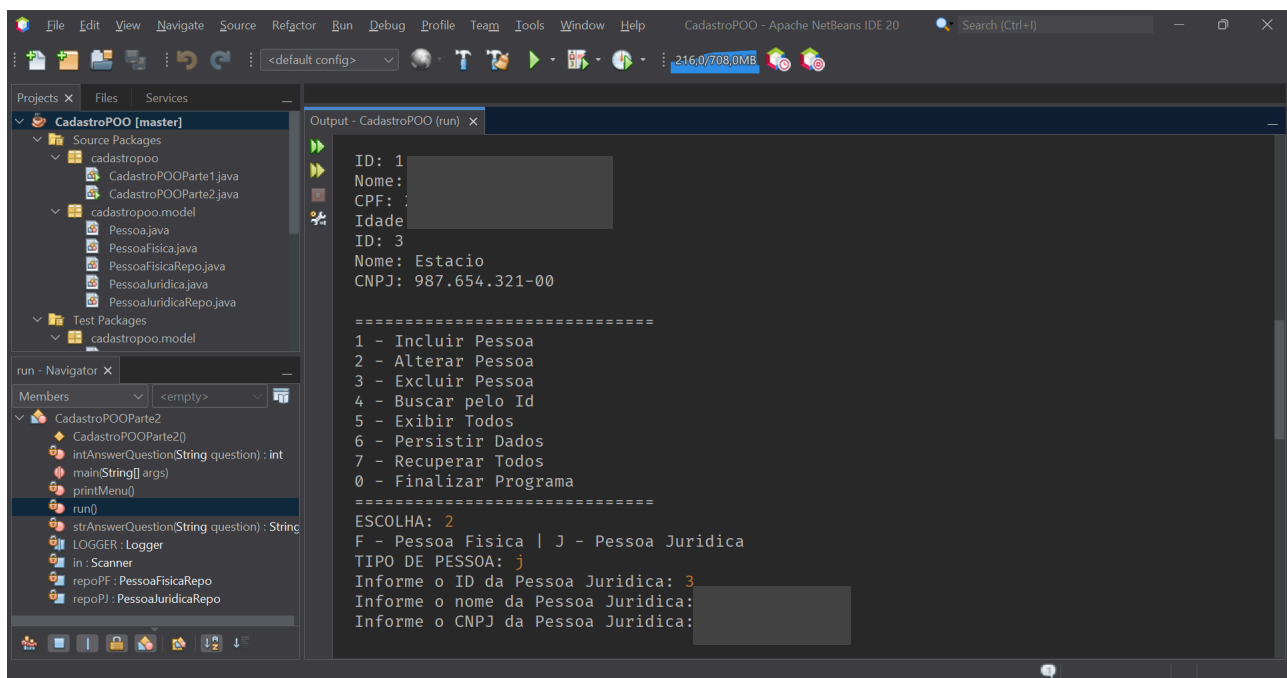 File Edit View Navigate Source Refactor Run Debug Profile Team Tools Window Help CadastroPOO - Apache NetBeans IDE 20 Search (Ctrl+I)
<default config> 216,0/708,0MB
Projects Files Services
CadastroPOO [master]
Source Packages
cadastropoo
CadastroPOOParte1.java
CadastroPOOParte2.java
cadastropoo.model
Pessoa.java
PessoaFisica.java
PessoaFisicaRepo.java
PessoaJuridica.java
PessoaJuridicaRepo.java
Test Packages
cadastropoo.model
run - Navigator
Members <empty>
CadastroPOOParte2
CadastroPOOParte2()
intAnswerQuestion(String question) : int
main(String[] args)
printMenu()
run()
strAnswerQuestion(String question) : String
LOGGER : Logger
in : Scanner
repoPF : PessoaFisicaRepo
repoPJ : PessoaJuridicaRepo
Output - CadastroPOO (run)
ID: 1
Nome:
CPF:
Idade
ID: 3
Nome: Estacio
CNPJ: 987.654.321-00
==============================
1 - Incluir Pessoa
2 - Alterar Pessoa
3 - Excluir Pessoa
4 - Buscar pelo Id
5 - Exibir Todos
6 - Persistir Dados
7 - Recuperar Todos
0 - Finalizar Programa
==============================
ESCOLHA: 2
F - Pessoa Fisica | J - Pessoa Juridica
TIPO DE PESSOA: j
Informe o ID da Pessoa Juridica: 3
Informe o nome da Pessoa Juridica:
Informe o CNPJ da Pessoa Juridica: